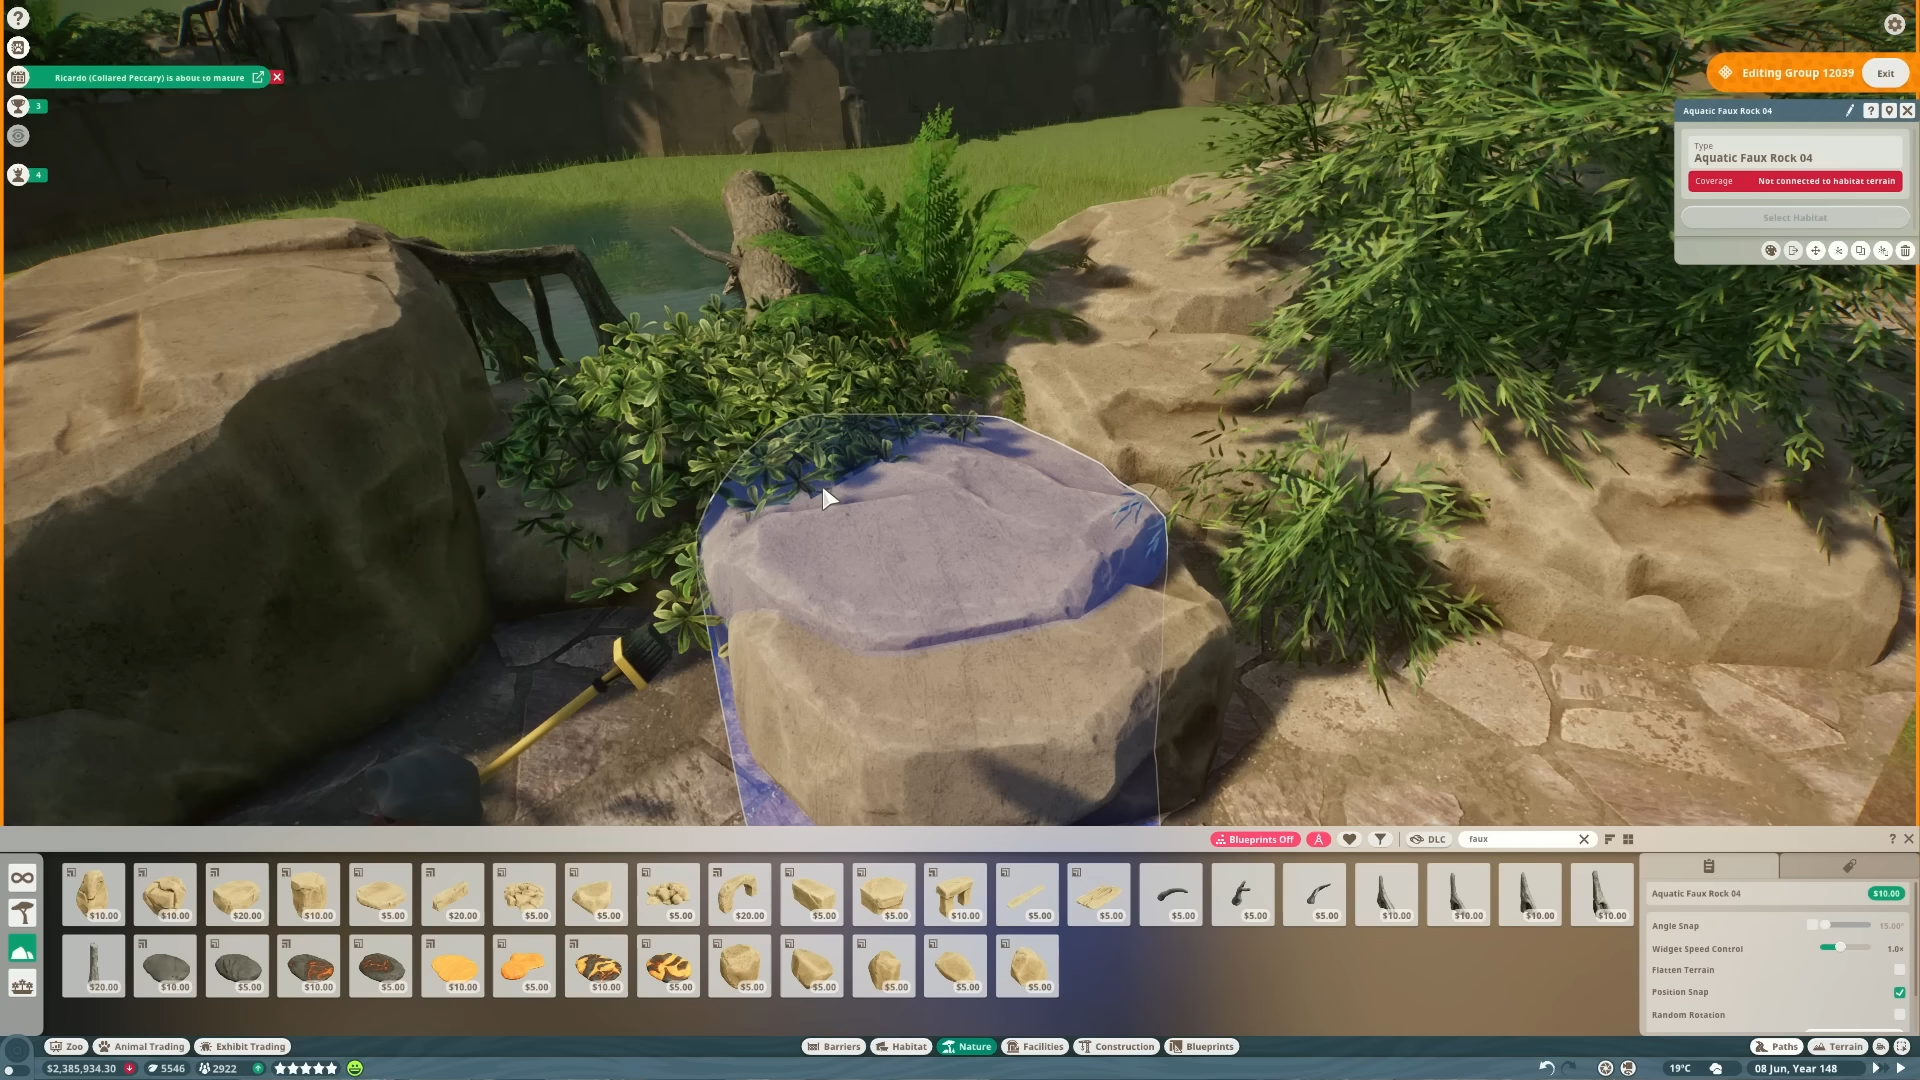 ?
Ricardo (Collared Peccary) is about to mature
3
4
Editing Group 12039
Exit
Aquatic Faux Rock 04
?
Type
Aquatic Faux Rock 04
Coverage Not connected to habitat terrain
Select Habitat
Blueprints Off
DLC
faux
?
$10.00 $10.00 $20.00 $10.00 $5.00 $20.00 $5.00 $5.00 $5.00 $20.00 $5.00 $5.00 $10.00 $5.00 $5.00 $5.00 $5.00 $5.00 $10.00 $10.00 $10.00 $10.00
$20.00 $10.00 $5.00 $10.00 $5.00 $10.00 $5.00 $10.00 $5.00 $5.00 $5.00 $5.00 $5.00 $5.00
Aquatic Faux Rock 04 $10.00
Angle Snap 15.00°
Widget Speed Control 1.0×
Flatten Terrain
Position Snap
Random Rotation
Zoo Animal Trading Exhibit Trading Barriers Habitat Nature Facilities Construction Blueprints Paths Terrain
$2,385,934.30 5546 2922 19°C 08 Jun, Year 148